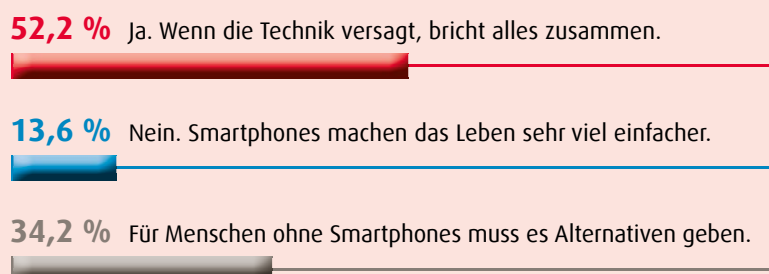 52,2 % Ja. Wenn die Technik versagt, bricht alles zusammen.
13,6 % Nein. Smartphones machen das Leben sehr viel einfacher.
34,2 % Für Menschen ohne Smartphones muss es Alternativen geben.